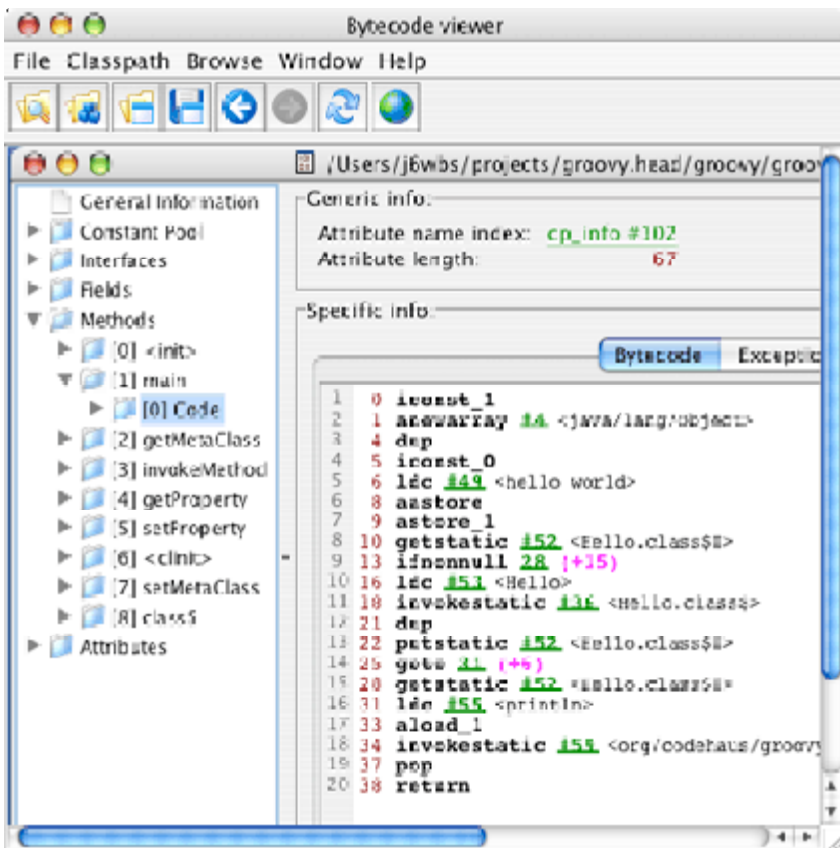 Bytecode viewer
File Classpath Browse Window Help
/Users/j6wbs/projects/groovy.head/groovy/groov
General Information
Constant Pool
Interfaces
Fields
Methods
[0] <init>
[1] main
[0] Code
[2] getMetaClass
[3] invokeMethod
[4] getProperty
[5] setProperty
[6] <clinit>
[7] setMetaClass
[8] class$
Attributes
Generic info:
Attribute name index: cp_info #102
Attribute length: 67
Specific info:
Bytecode Exceptio
1 0 iconst_1
2 1 anewarray #4 <java/lang/Object>
3 4 dup
4 5 iconst_0
5 6 ldc #49 <hello world>
6 8 aastore
7 9 astore_1
8 10 getstatic #52
9 13 ifnonnull 28 (+15)
10 16 ldc #53 <Hello>
11 18 invokestatic #36 <Hello.class$>
12 21 dup
13 22 putstatic #52
14 25 goto 31 (+6)
15 28 getstatic #52
16 31 ldc #55 <println>
17 33 aload_1
18 34 invokestatic <org/codehaus/groovy
19 37 pop
20 38 return